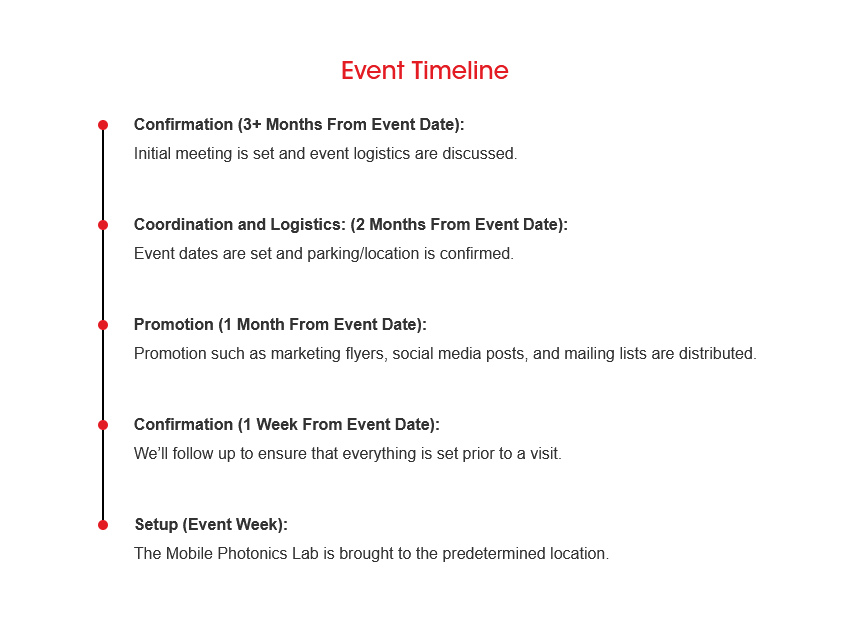 Event Timeline
Confirmation (3+ Months From Event Date):
Initial meeting is set and event logistics are discussed.
Coordination and Logistics: (2 Months From Event Date):
Event dates are set and parking/location is confirmed.
Promotion (1 Month From Event Date):
Promotion such as marketing flyers, social media posts, and mailing lists are distributed.
Confirmation (1 Week From Event Date):
We’ll follow up to ensure that everything is set prior to a visit.
Setup (Event Week):
The Mobile Photonics Lab is brought to the predetermined location.